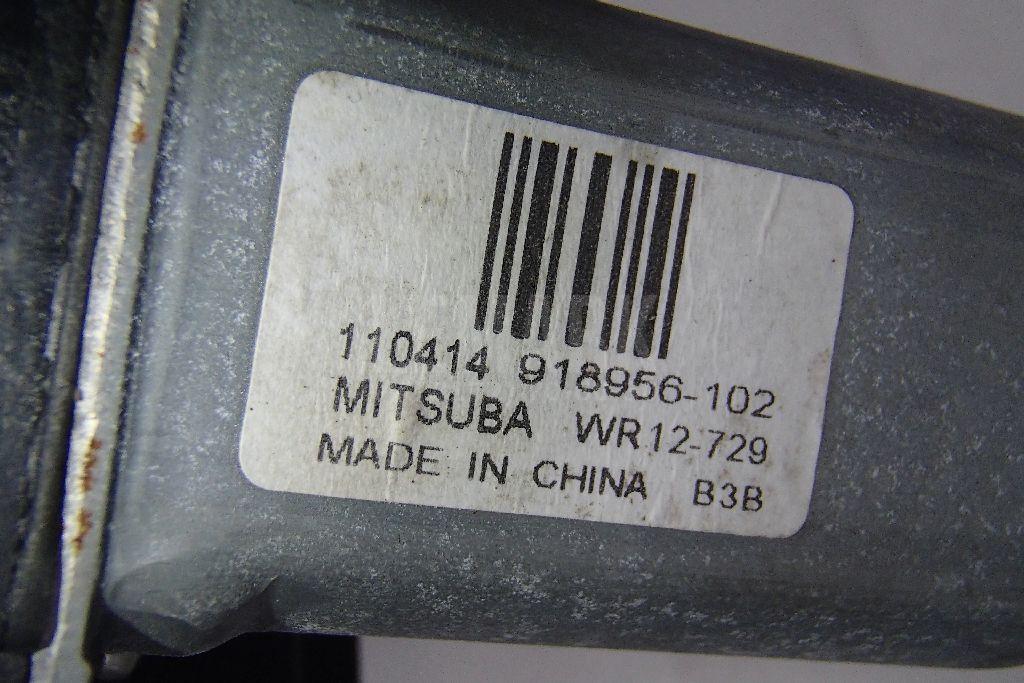 110414 918956-102
MITSUBA WR12-729
MADE IN CHINA B3B